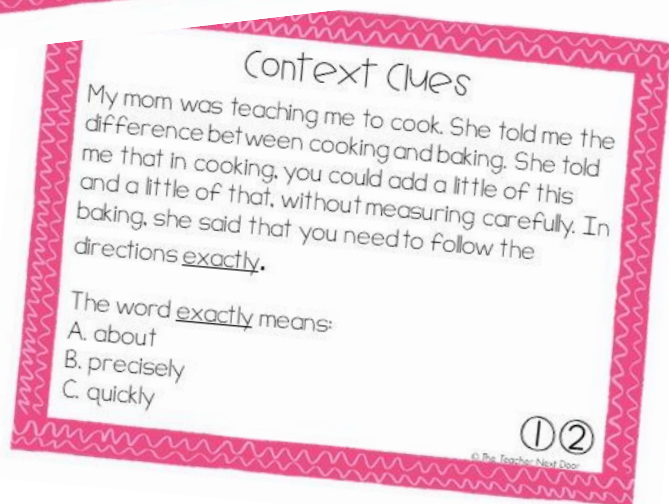 Context Clues
My mom was teaching me to cook. She told me the
difference between cooking and baking. She told
me that in cooking, you could add a little of this
and a little of that, without measuring carefully. In
baking, she said that you need to follow the
directions exactly.
The word exactly means:
A. about
B. precisely
C. quickly
1 2
© The Teacher Next Door